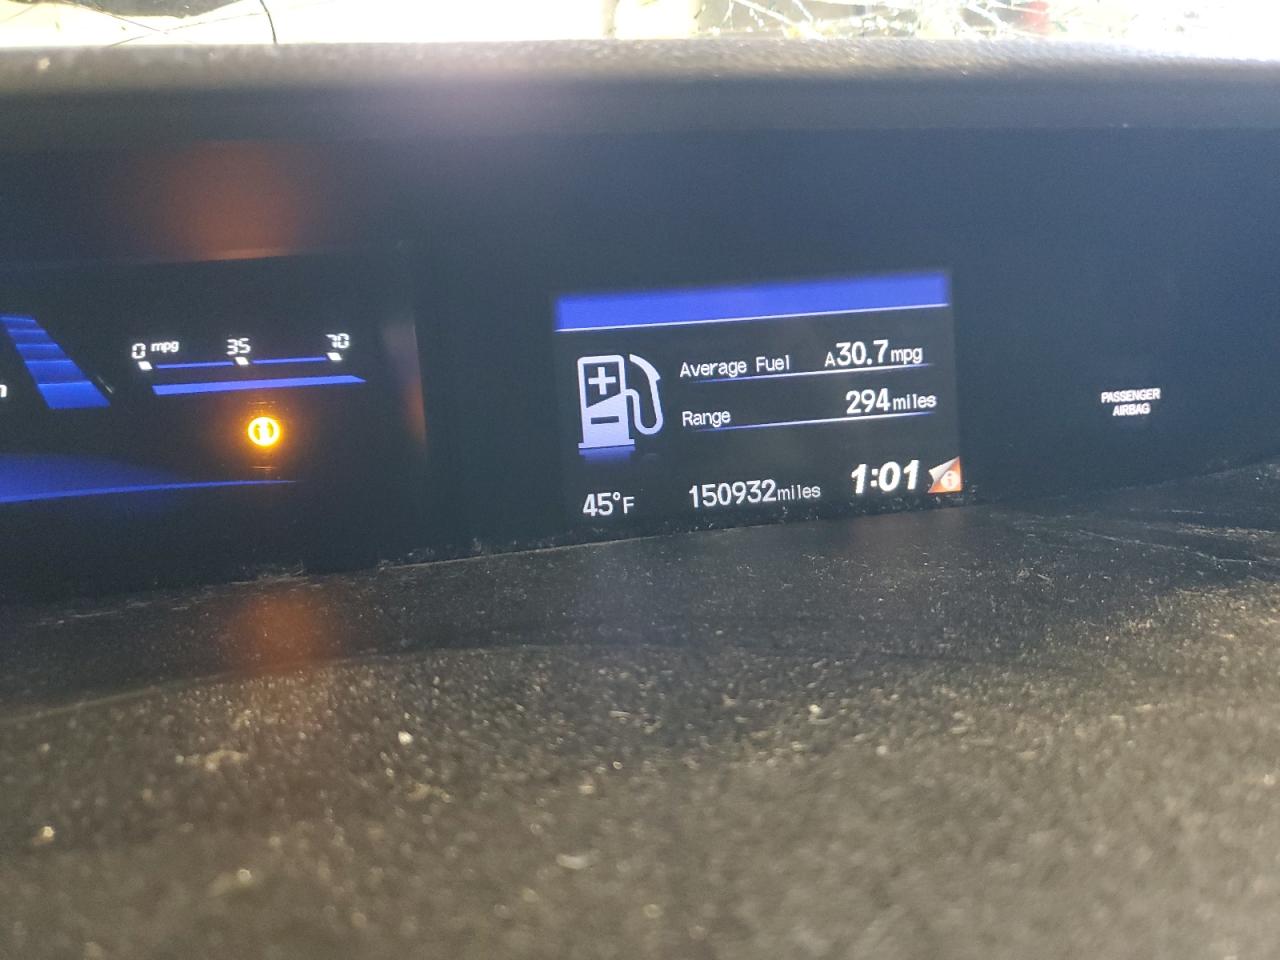 0 mpg 35 70
Average Fuel A30.7mpg
Range 294miles
45°F 150932miles 1:01
PASSENGER
AIRBAG